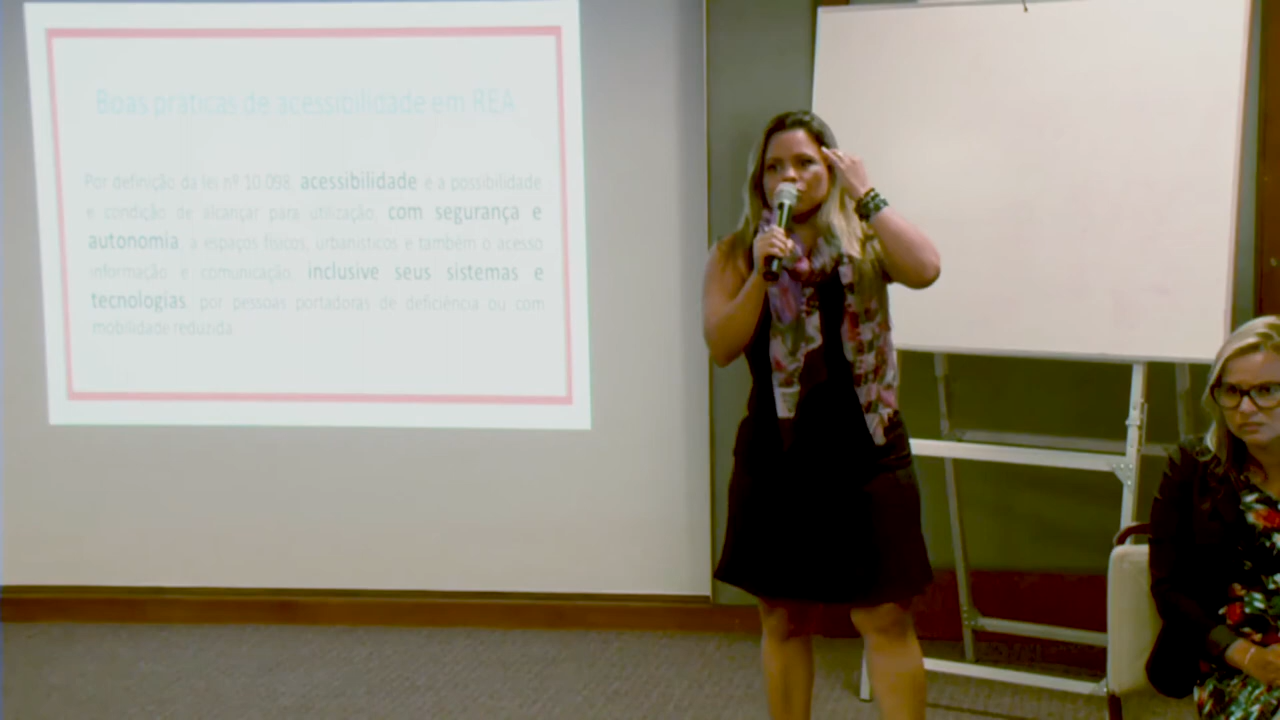 Boas práticas de acessibilidade em REA
Por definição da lei nº 10.098, acessibilidade é a possibilidade
e condição de alcançar para utilização, com segurança e
autonomia, a espaços físicos, urbanísticos e também o acesso
informação e comunicação, inclusive seus sistemas e
tecnologias, por pessoas portadoras de deficiência ou com
mobilidade reduzida.